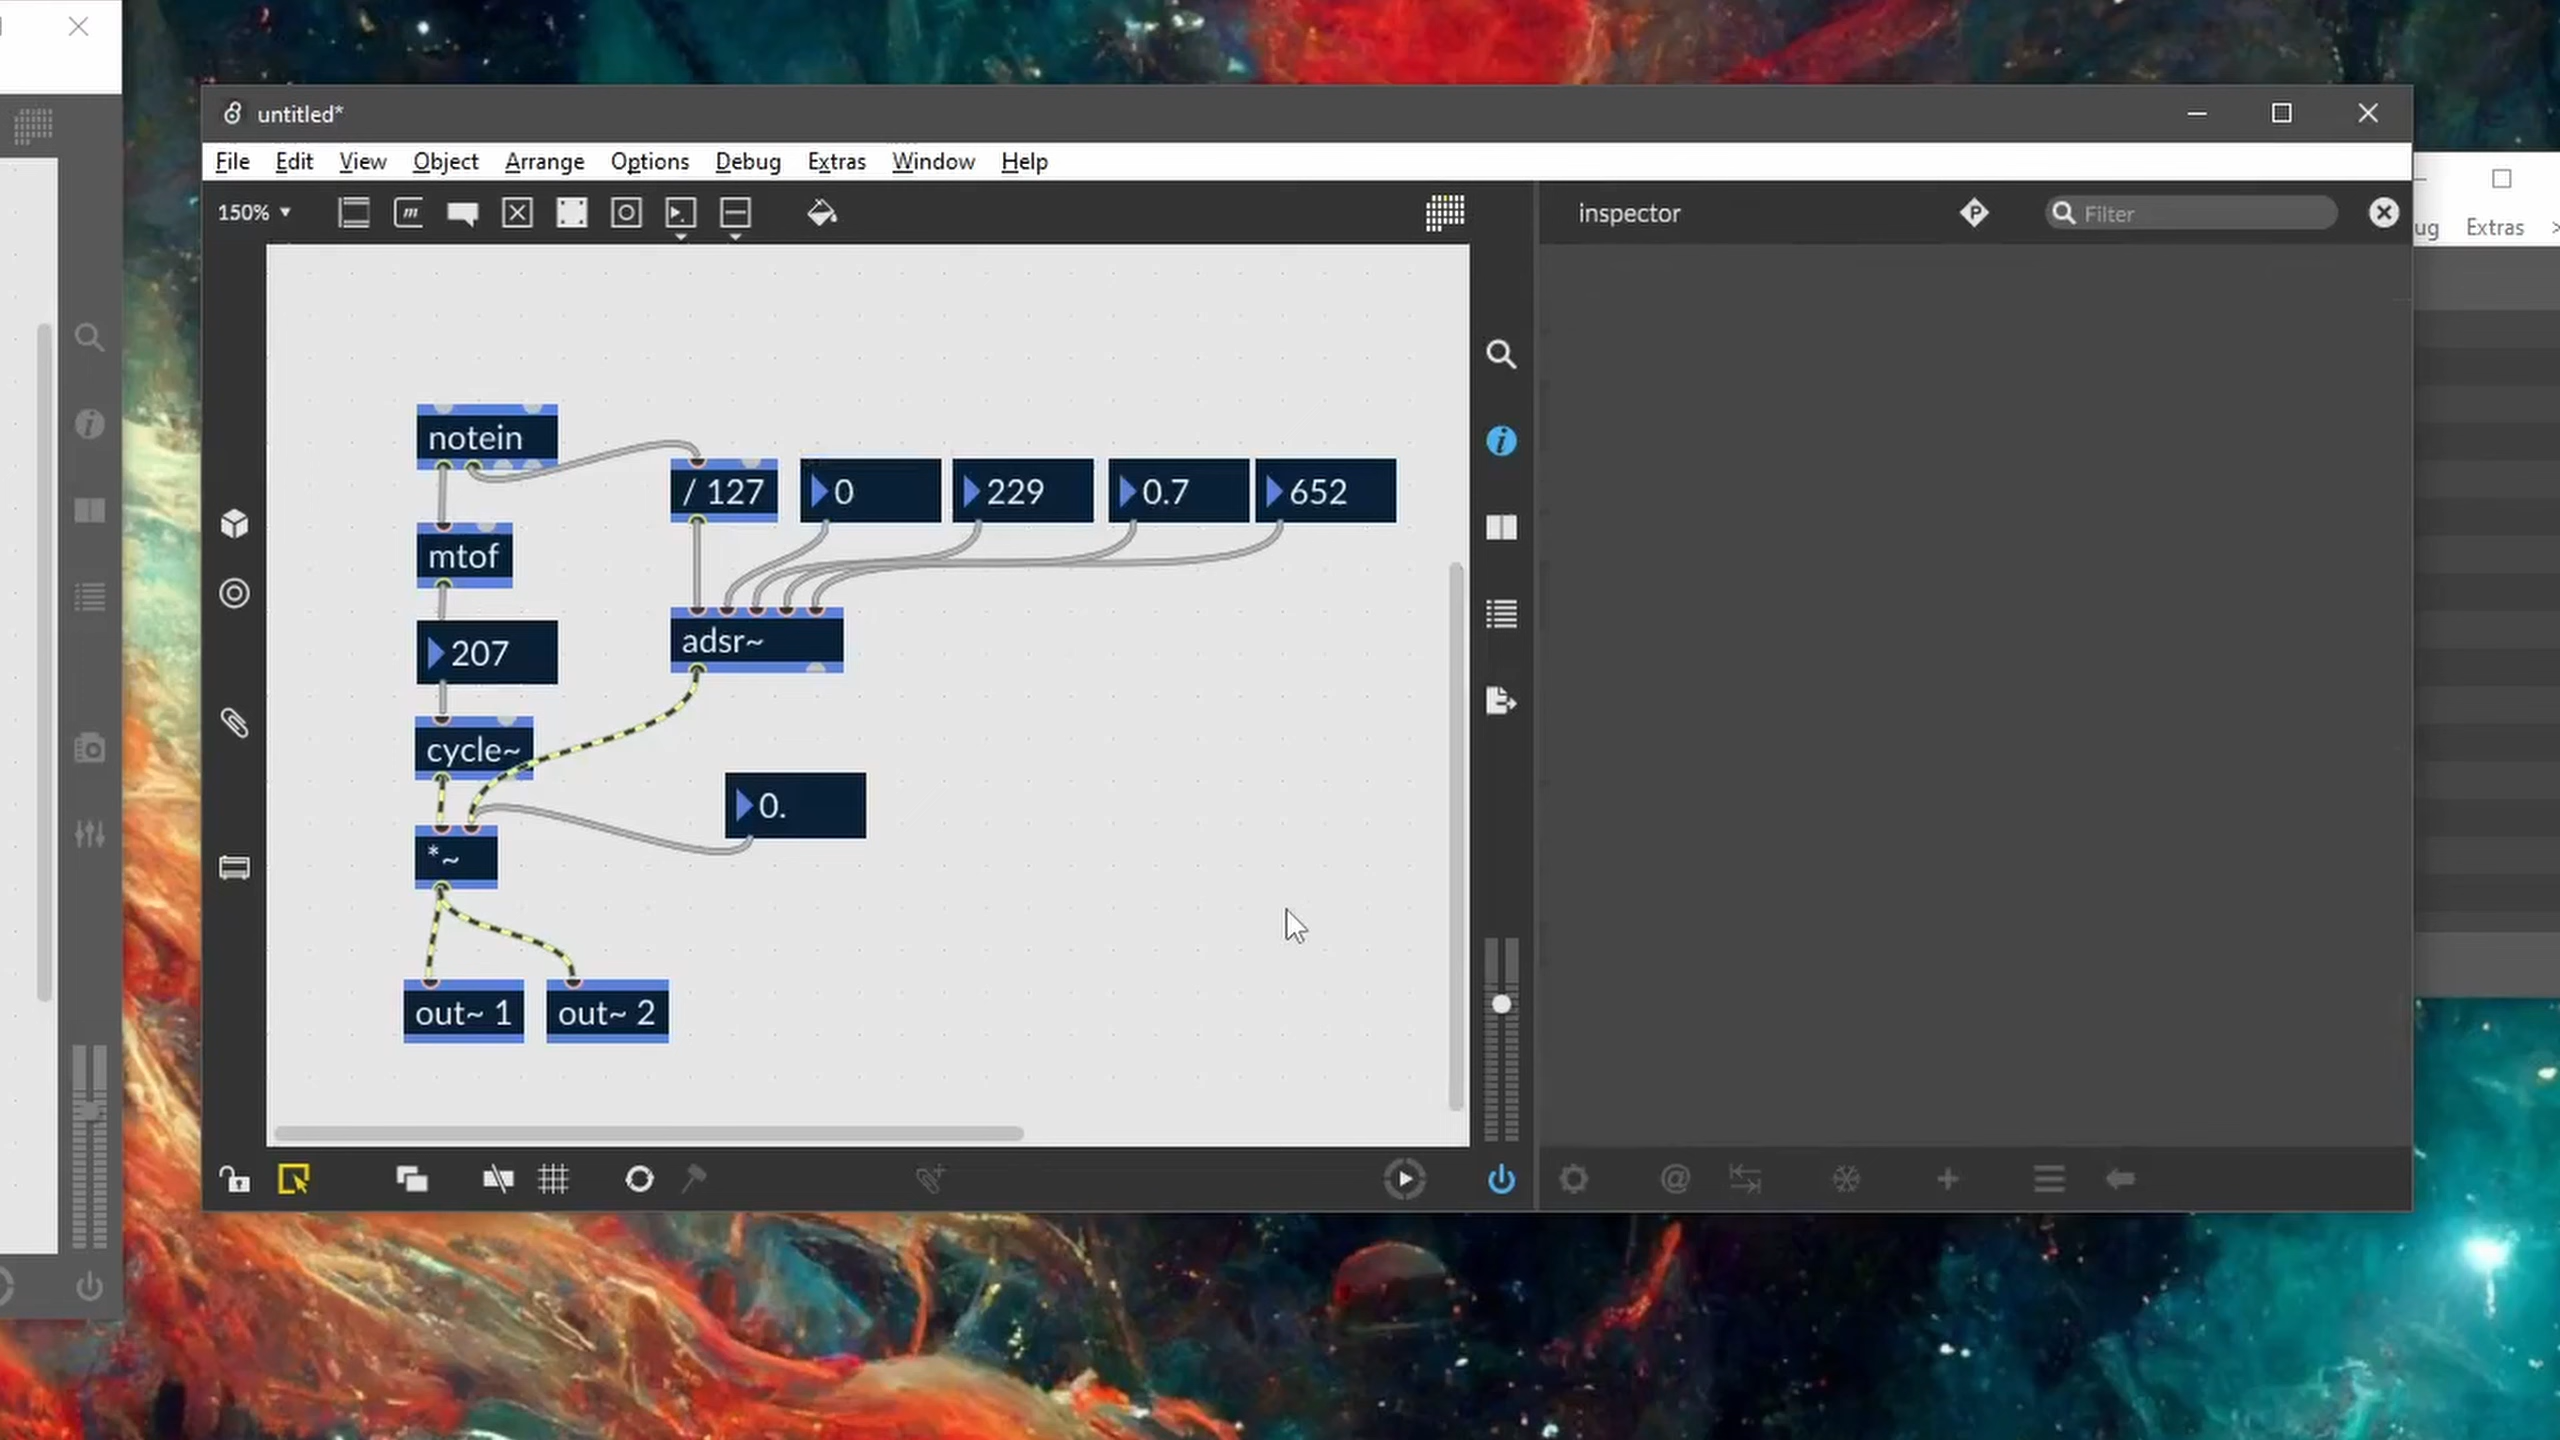 untitled*
File Edit View Object Arrange Options Debug Extras Window Help
ug Extras
150%
inspector
Filter
notein
/ 127 0 229 0.7 652
mtof
adsr~
207
cycle~
0.
*~
out~ 1 out~ 2